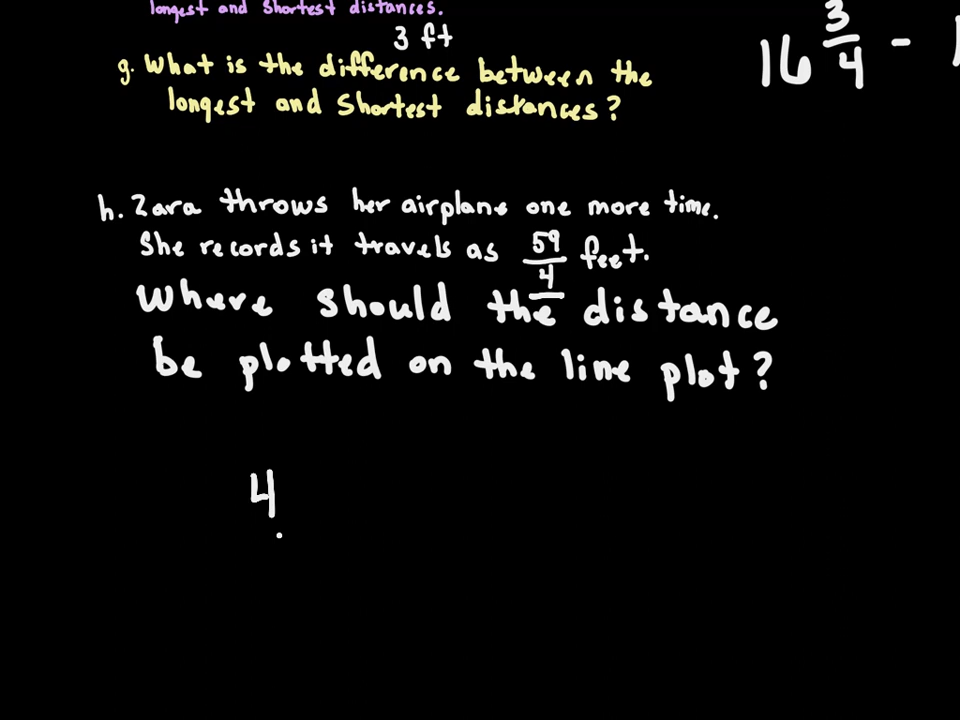 longest and shortest distances.
3 ft
g. What is the difference between the
longest and shortest distances?
16 3/4 -
h. Zara throws her airplane one more time.
She records it travels as 59/4 feet.
Where should the distance
be plotted on the line plot?
4